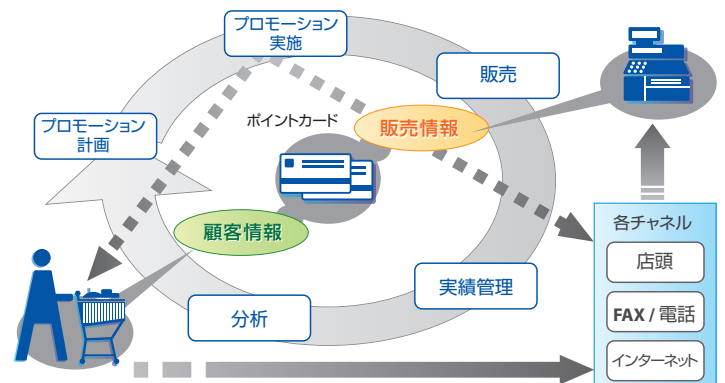 プロモーション
実施
販売
ポイントカード
販売情報
プロモーション
計画
顧客情報
各チャネル
店頭
実績管理
分析
FAX / 電話
インターネット